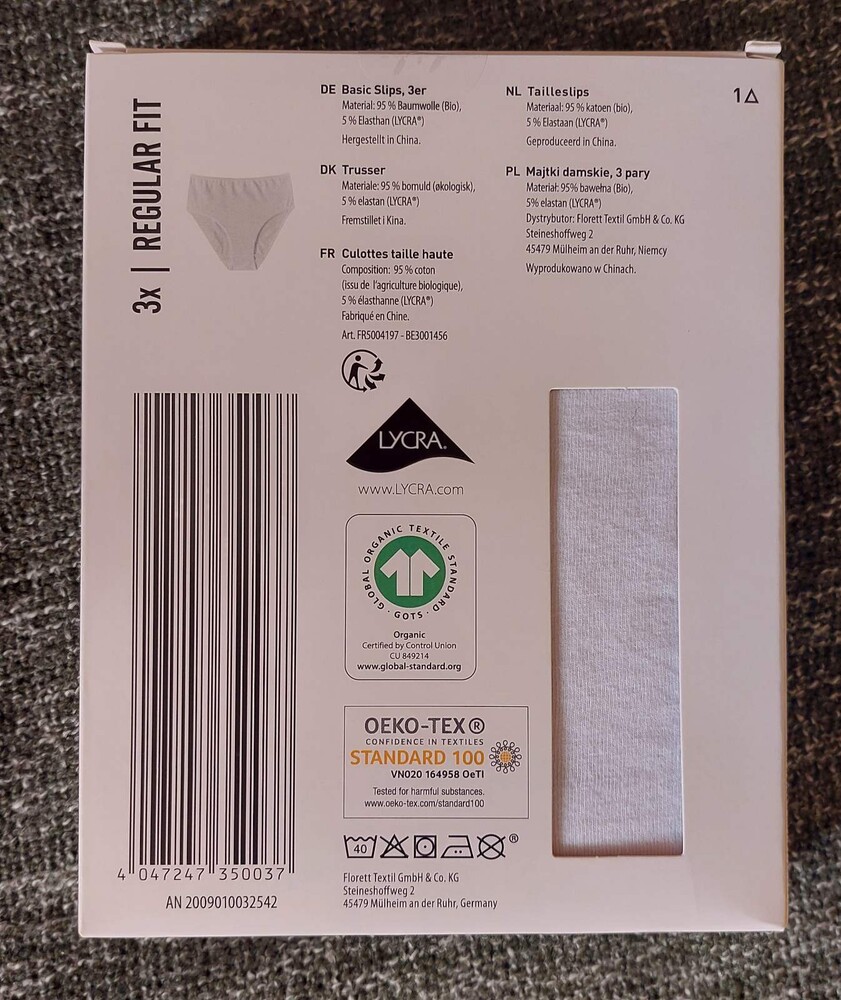 3x | REGULAR FIT
DE Basic Slips, 3er
Material: 95 % Baumwolle (Bio),
5 % Elasthan (LYCRA®)
Hergestellt in China.
DK Trusser
Materiale: 95 % bomuld (økologisk),
5 % elastan (LYCRA®)
Fremstillet i Kina.
FR Culottes taille haute
Composition: 95 % coton
(issu de l'agriculture biologique),
5 % élasthanne (LYCRA®)
Fabriqué en Chine.
Art. FR5004197 - BE3001456
NL Tailleslips
Materiaal: 95 % katoen (bio),
5 % Elastaan (LYCRA®)
Geproduceerd in China.
PL Majtki damskie, 3 pary
Materiał: 95% bawełna (Bio),
5% elastan (LYCRA®)
Dystrybutor: Florett Textil GmbH & Co. KG
Steineshoffweg 2
45479 Mülheim an der Ruhr, Niemcy
Wyprodukowano w Chinach.
1△
LYCRA®
www.LYCRA.com
GLOBAL ORGANIC TEXTILE STANDARD · GOTS ·
Organic
Certified by Control Union
CU 849214
www.global-standard.org
OEKO-TEX®
CONFIDENCE IN TEXTILES
STANDARD 100
VN020 164958 OeTI
Tested for harmful substances.
www.oeko-tex.com/standard100
40 ®
Florett Textil GmbH & Co. KG
Steineshoffweg 2
45479 Mülheim an der Ruhr, Germany
4 047247 350037
AN 2009010032542